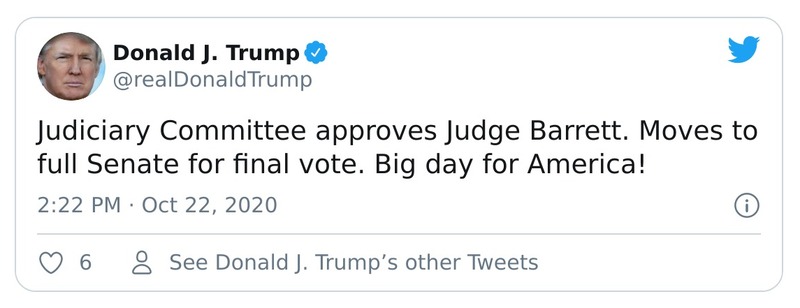 Donald J. Trump
@realDonaldTrump
Judiciary Committee approves Judge Barrett. Moves to
full Senate for final vote. Big day for America!
2:22 PM · Oct 22, 2020
6
See Donald J. Trump’s other Tweets